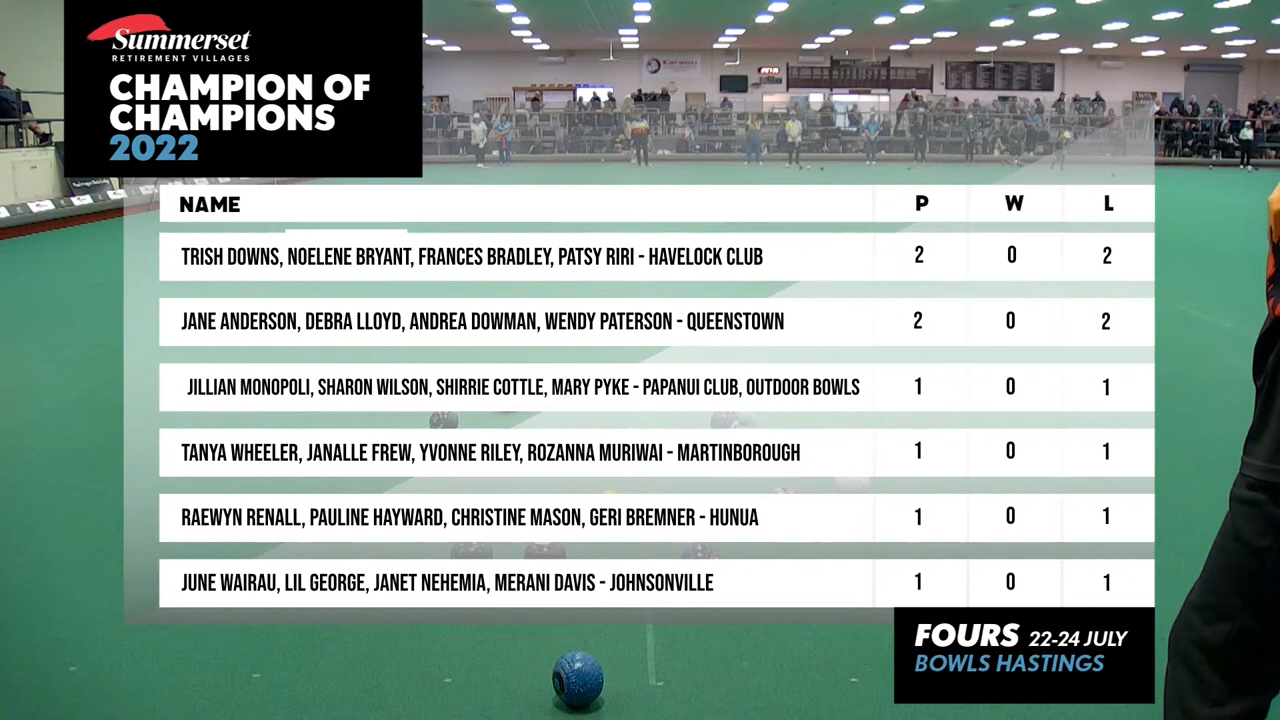 Summerset
RETIREMENT VILLAGES
CHAMPION OF
CHAMPIONS
2022
NAME P W L
TRISH DOWNS, NOELENE BRYANT, FRANCES BRADLEY, PATSY RIRI - HAVELOCK CLUB 2 0 2
JANE ANDERSON, DEBRA LLOYD, ANDREA DOWMAN, WENDY PATERSON - QUEENSTOWN 2 0 2
JILLIAN MONOPOLI, SHARON WILSON, SHIRRIE COTTLE, MARY PYKE - PAPANUI CLUB, OUTDOOR BOWLS 1 0 1
TANYA WHEELER, JANALLE FREW, YVONNE RILEY, ROZANNA MURIWAI - MARTINBOROUGH 1 0 1
RAEWYN RENALL, PAULINE HAYWARD, CHRISTINE MASON, GERI BREMNER - HUNUA 1 0 1
JUNE WAIRAU, LIL GEORGE, JANET NEHEMIA, MERANI DAVIS - JOHNSONVILLE 1 0 1
FOURS 22-24 JULY
BOWLS HASTINGS